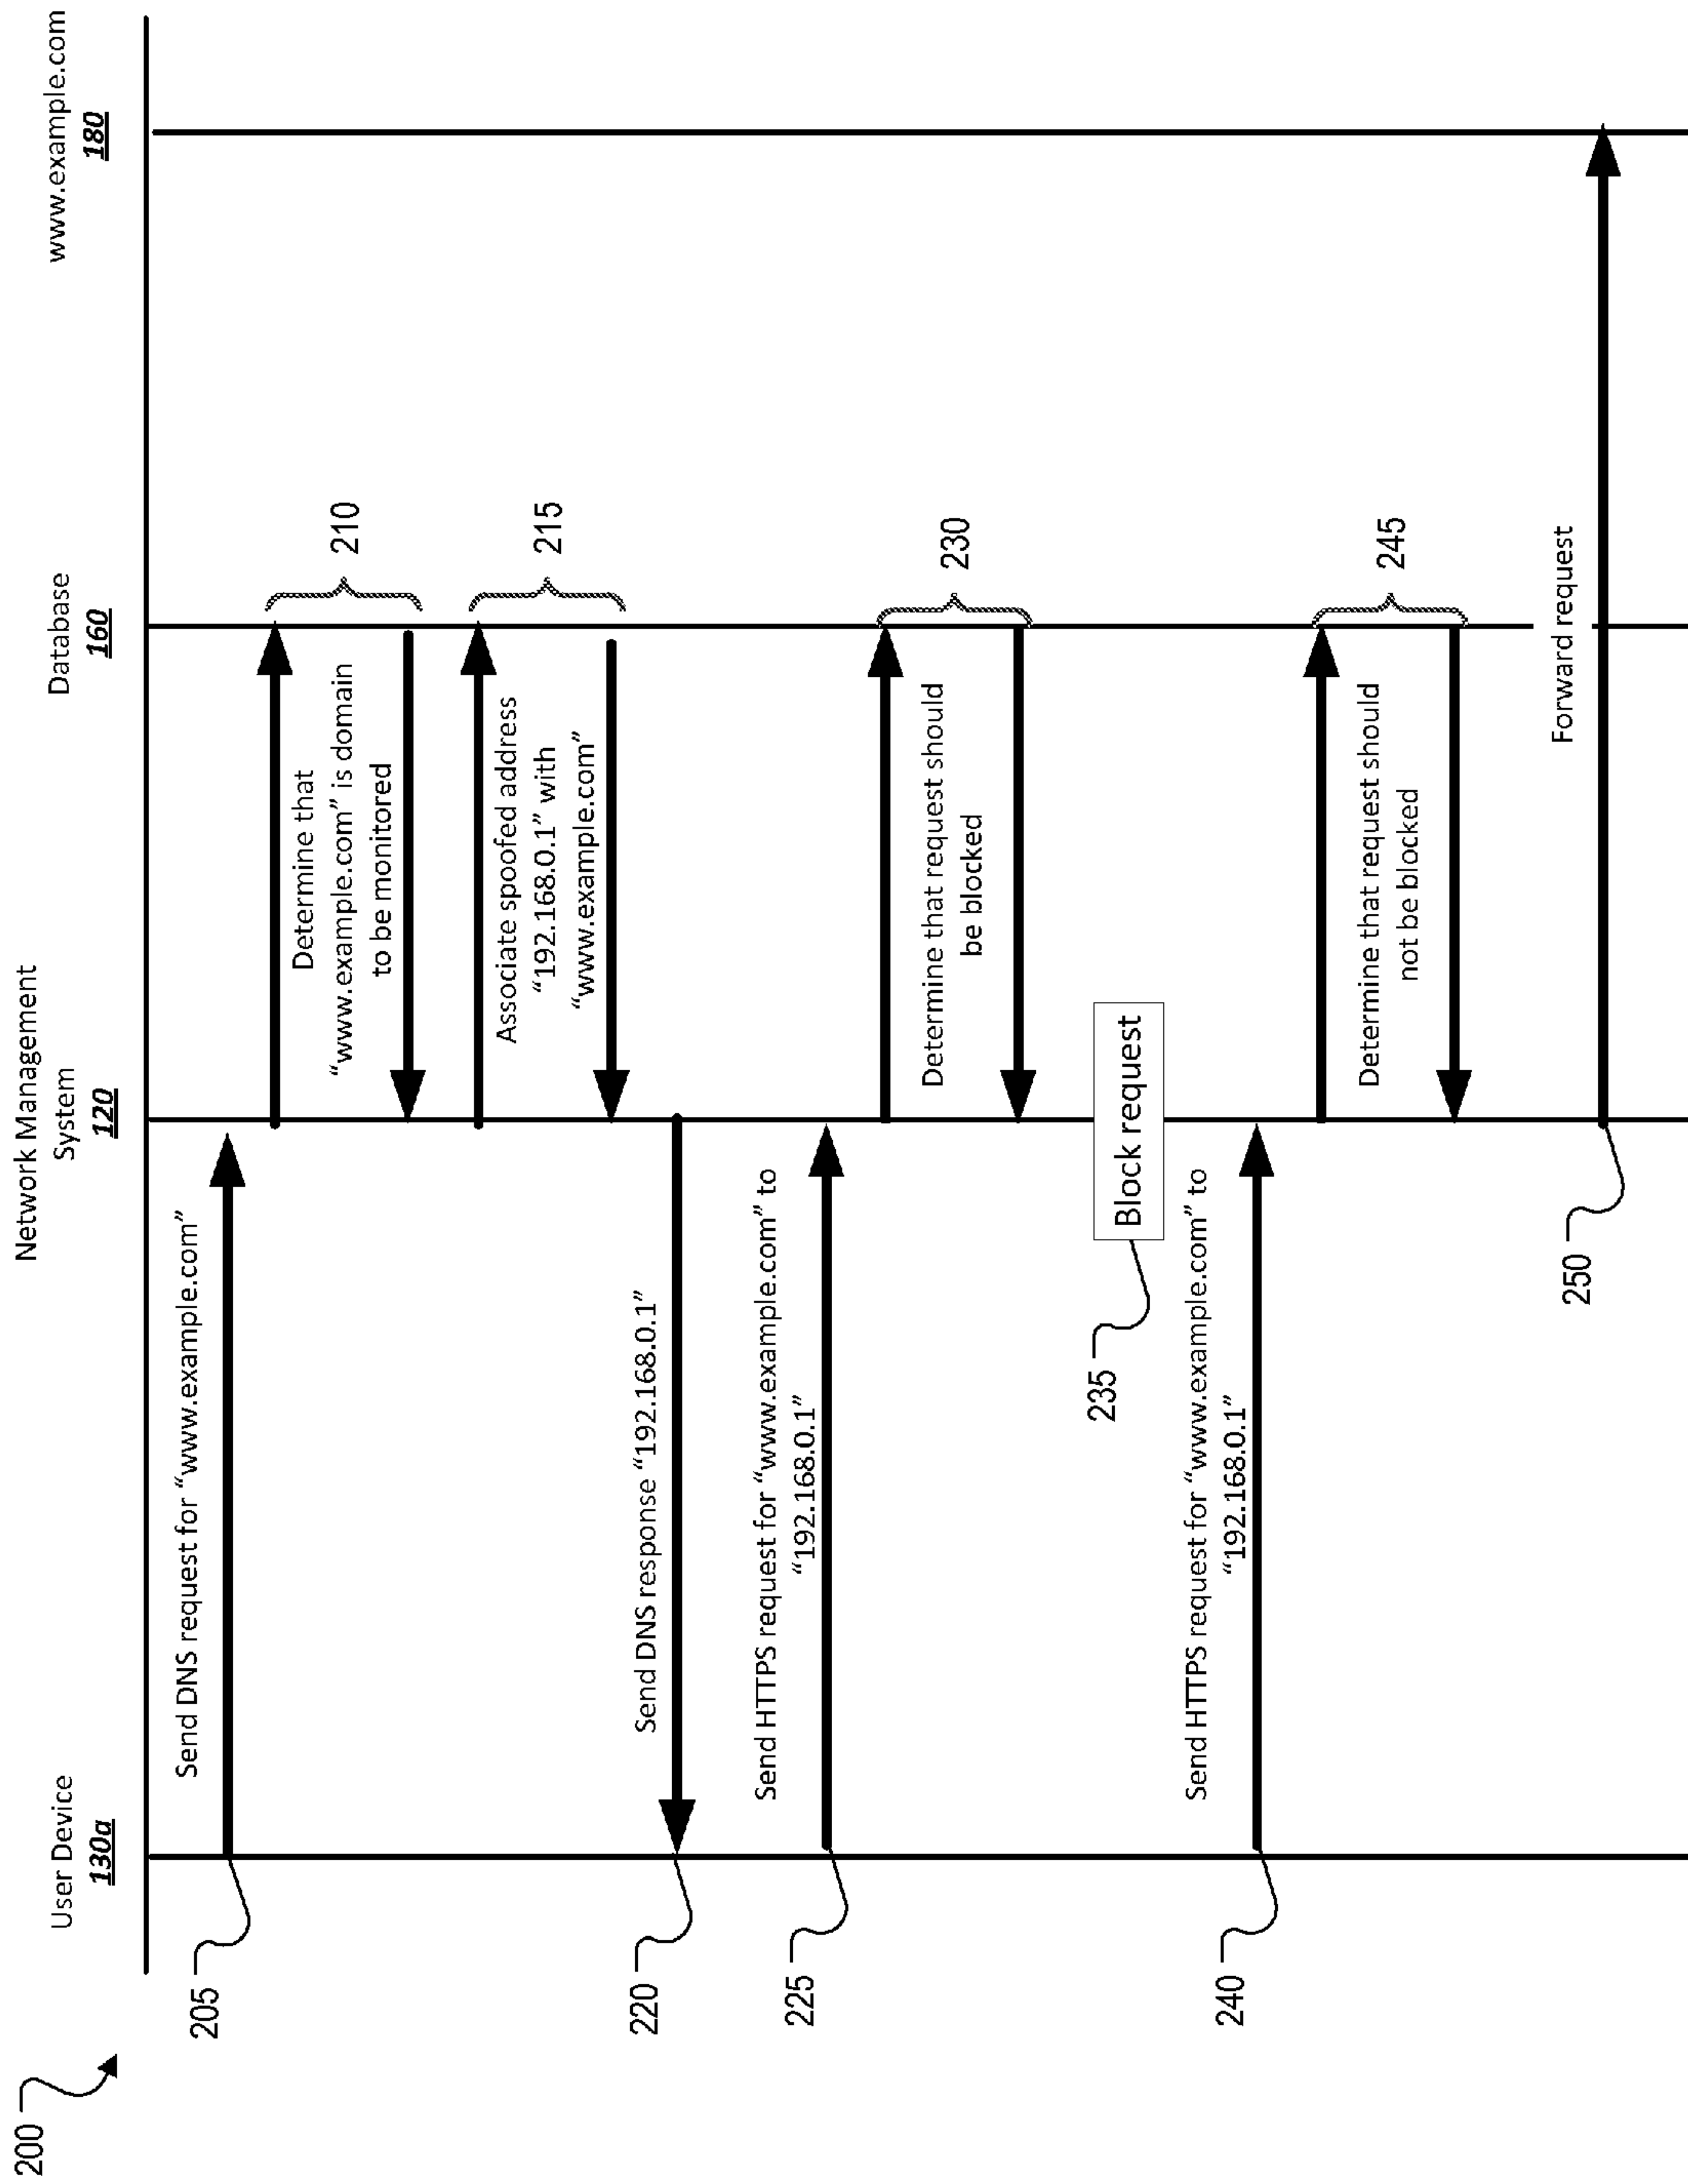 200
User Device
130a
Network Management
System
120
Database
160
www.example.com
180
205
Send DNS request for “www.example.com”
Determine that
“www.example.com” is domain
to be monitored
210
Associate spoofed address
“192.168.0.1” with
“www.example.com”
215
220
Send DNS response “192.168.0.1”
225
Send HTTPS request for “www.example.com” to
“192.168.0.1”
Determine that request should
be blocked
230
235
Block request
240
Send HTTPS request for “www.example.com” to
“192.168.0.1”
Determine that request should
not be blocked
245
250
Forward request